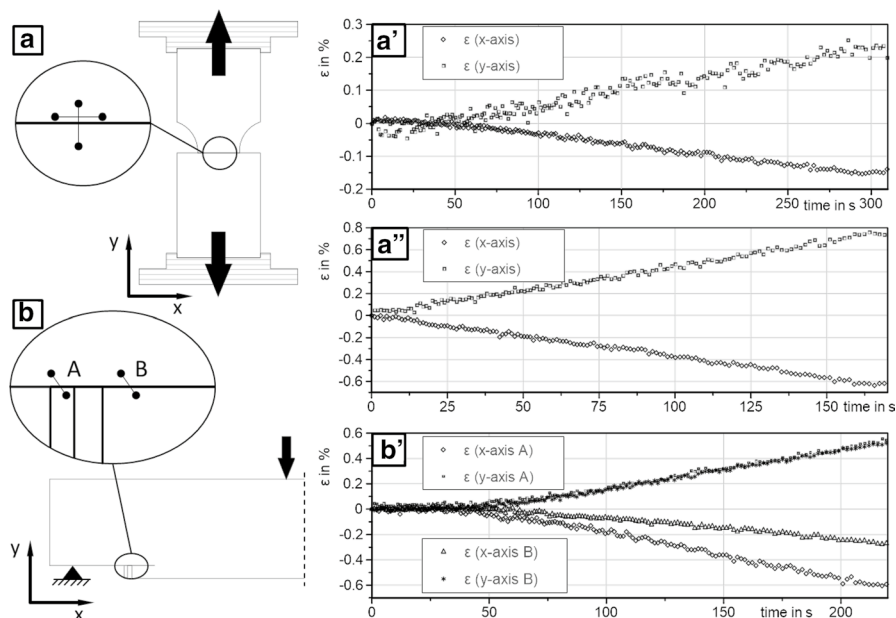 a
y
x
b
A
B
y
x
a'
ε in %
0.3
0.2
0.1
0
-0.1
0.2
ε (x-axis)
ε (y-axis)
0 50 100 150 200 250 300
time in s
a"
ε in %
0.8
0.6
0.4
0.2
0
-0.2
-0.4
-0.6
ε (x-axis)
ε (y-axis)
0 25 50 75 100 125 150
time in s
b'
ε in %
0.6
0.4
0.2
0
-0.2
-0.4
-0.6
ε (x-axis A)
ε (y-axis A)
ε (x-axis B)
ε (y-axis B)
0 50 100 150 200
time in s